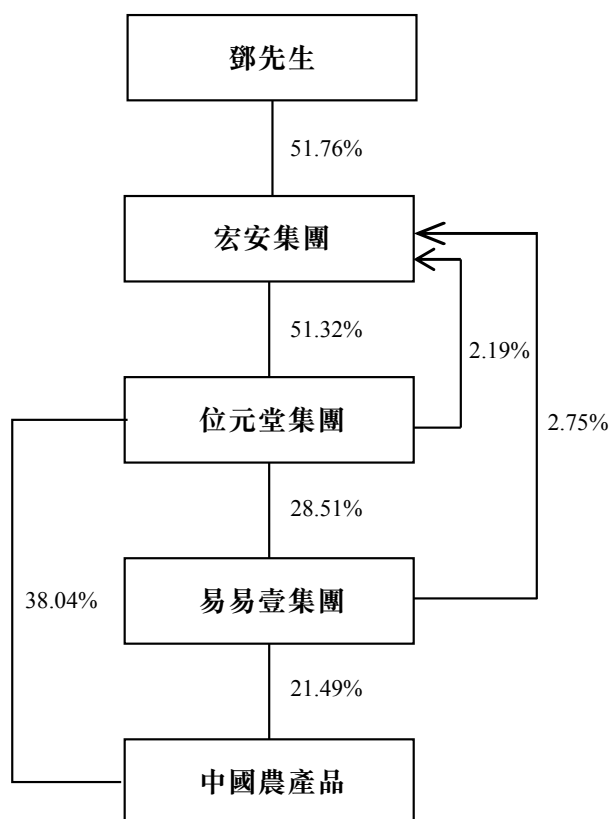 鄧先生
51.76%
宏安集團
51.32%
2.19%
位元堂集團
2.75%
28.51%
易易壹集團
38.04%
21.49%
中國農產品